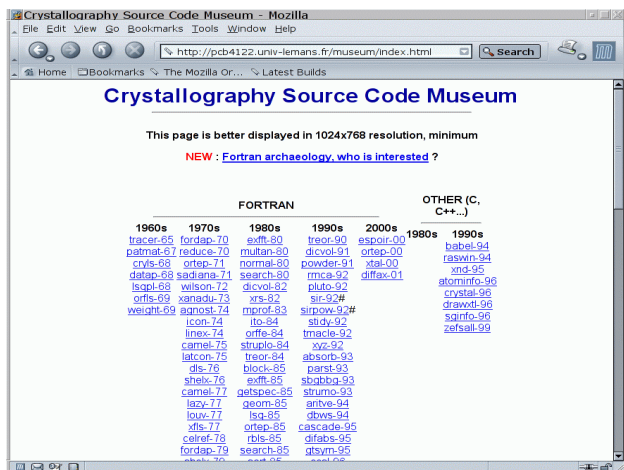 Crystallography Source Code Museum - Mozilla
File Edit View Go Bookmarks Tools Window Help
http://pcb4122.univ-lemans.fr/museum/index.html Search
Home Bookmarks The Mozilla Or... Latest Builds
Crystallography Source Code Museum
This page is better displayed in 1024x768 resolution, minimum
NEW : Fortran archaeology, who is interested ?
FORTRAN
OTHER (C,
C++...)
1960s 1970s 1980s 1990s 2000s 1980s 1990s
tracer-65 fordap-70 exfft-80 treor-90 espoir-00 babel-94
patmat-67 reduce-70 multan-80 dicvol-91 ortep-00 raswin-94
cryls-68 ortep-71 normal-80 powder-91 xtal-00 xnd-95
datap-68 sadiana-71 search-80 rmca-92 diffax-01 atominfo-96
lsqpl-68 wilson-72 dicvol-82 pluto-92 crystal-96
orfls-69 xanadu-73 xrs-82 sir-92# drawxtl-96
weight-69 agnost-74 mprof-83 sirpow-92# sginfo-96
icon-74 ito-84 stidy-92 zefsall-99
linex-74 orffe-84 tmacle-92
camel-75 struplo-84 xyz-92
latcon-75 treor-84 absorb-93
dls-76 block-85 parst-93
shelx-76 exfft-85 sbgbbg-93
camel-77 getspec-85 strumo-93
lazy-77 geom-85 aritve-94
louv-77 lsq-85 dbws-94
xfls-77 ortep-85 cascade-95
celref-78 rbls-85 difabs-95
fordap-79 search-85 gtsym-95